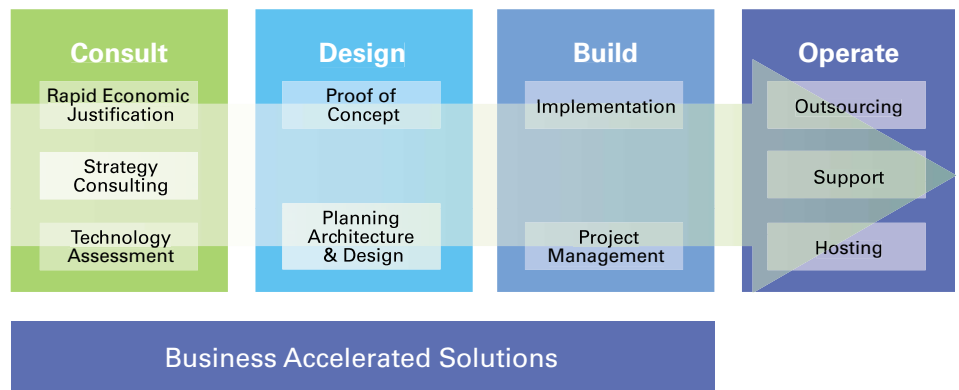 Consult
Rapid Economic
Justification
Strategy
Consulting
Technology
Assessment
Design
Proof of
Concept
Planning
Architecture
& Design
Build
Implementation
Project
Management
Operate
Outsourcing
Support
Hosting
Business Accelerated Solutions